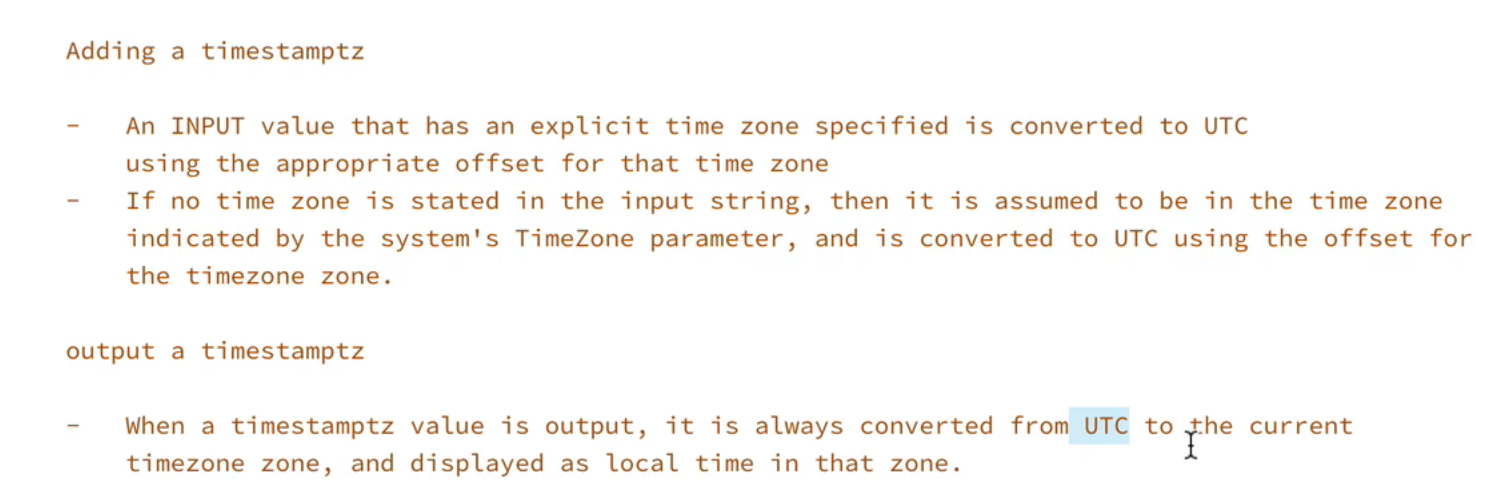 Adding a timestamptz
- An INPUT value that has an explicit time zone specified is converted to UTC
using the appropriate offset for that time zone
- If no time zone is stated in the input string, then it is assumed to be in the time zone
indicated by the system's TimeZone parameter, and is converted to UTC using the offset for
the timezone zone.
output a timestamptz
- When a timestamptz value is output, it is always converted from UTC to the current
timezone zone, and displayed as local time in that zone.